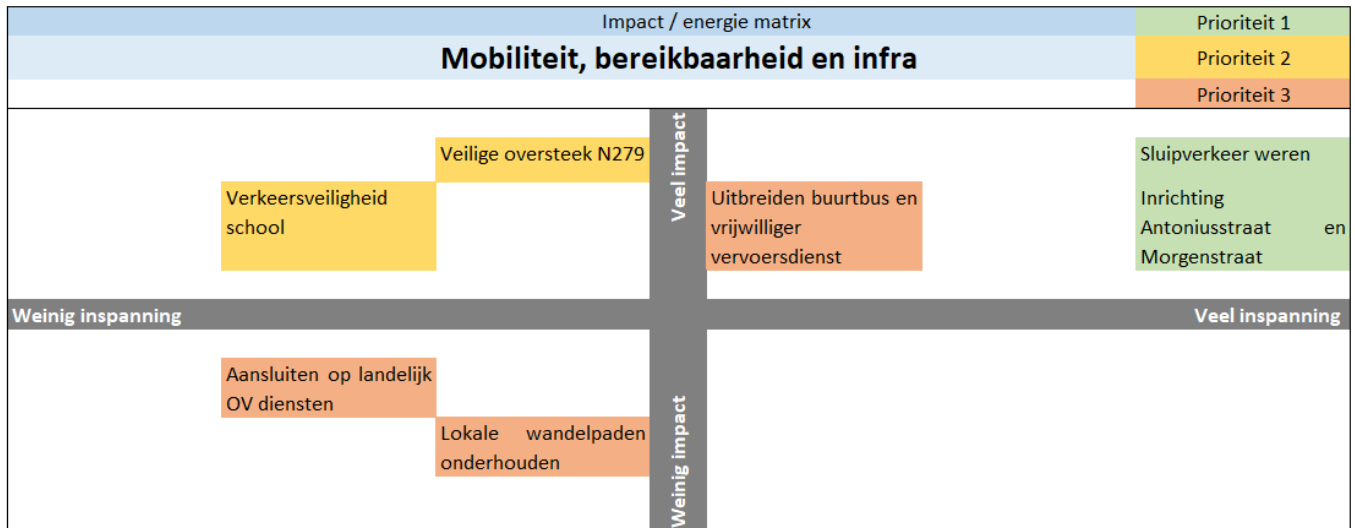 Impact / energie matrix
Prioriteit 1
Mobiliteit, bereikbaarheid en infra
Prioriteit 2
Prioriteit 3
Veel impact
Veilige oversteek N279
Sluipverkeer weren
Verkeersveiligheid
school
Uitbreiden buurtbus en
vrijwilliger
vervoersdienst
Inrichting
Antoniusstraat en
Morgenstraat
Weinig inspanning
Veel inspanning
Aansluiten op landelijk
OV diensten
Lokale wandelpaden
onderhouden
Weinig impact